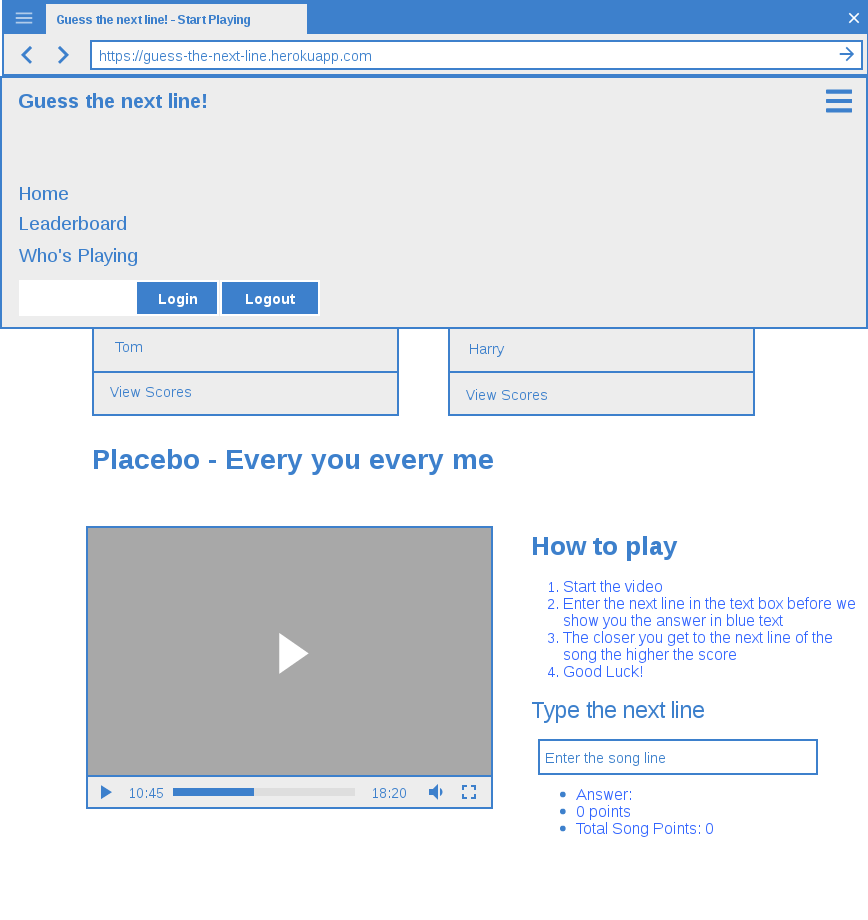 Guess the next line! - Start Playing
https://guess-the-next-line.herokuapp.com
Guess the next line!
Home
Leaderboard
Who's Playing
Login Logout
Tom Harry
View Scores View Scores
Placebo - Every you every me
How to play
1. Start the video
2. Enter the next line in the text box before we
show you the answer in blue text
3. The closer you get to the next line of the
song the higher the score
4. Good Luck!
Type the next line
Enter the song line
10:45 18:20
• Answer:
• 0 points
• Total Song Points: 0